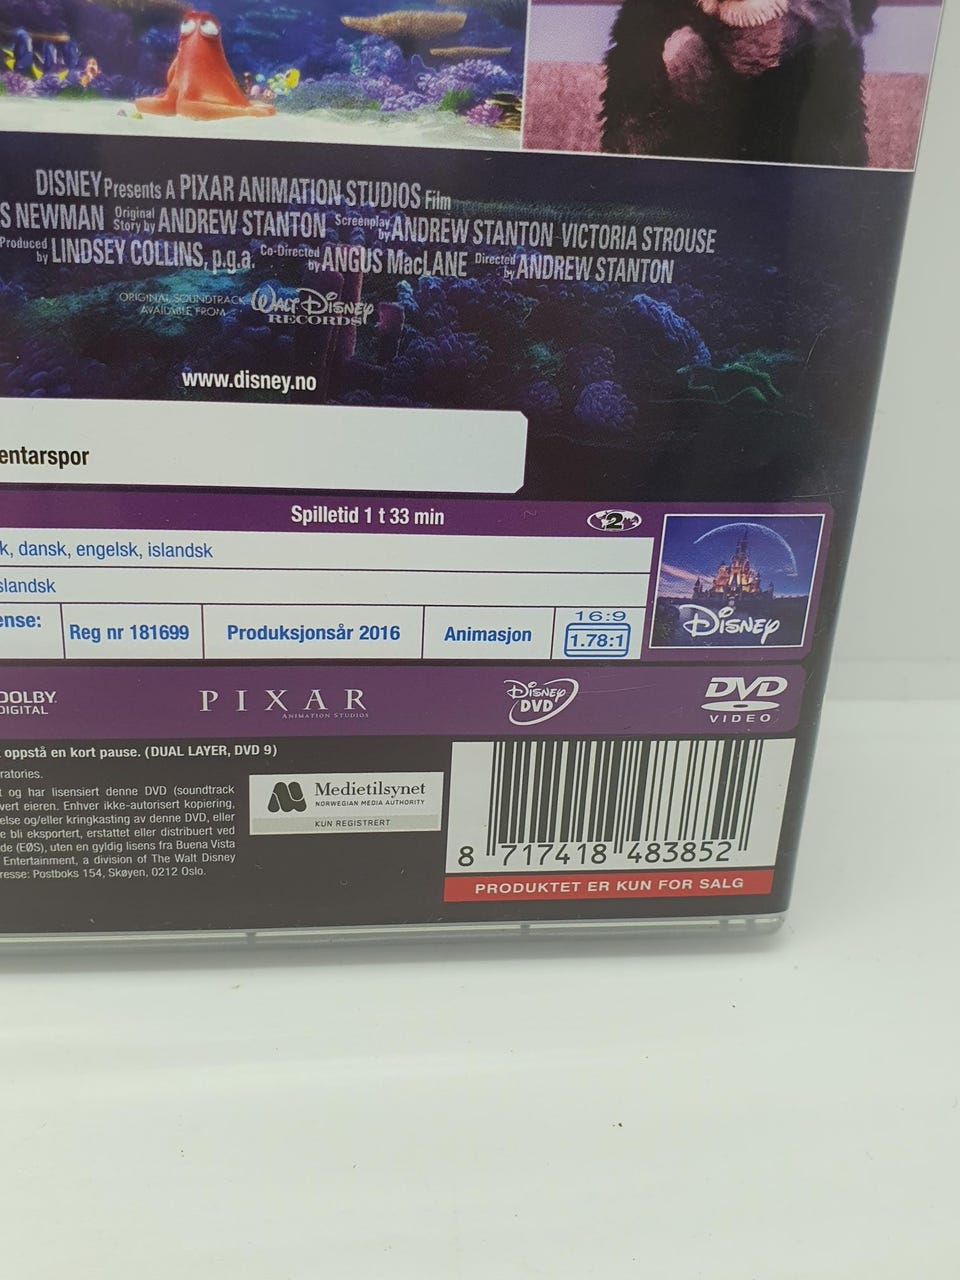 DISNEY Presents A PIXAR ANIMATION STUDIOS Film
S NEWMAN Original Story by ANDREW STANTON Screenplay by ANDREW STANTON VICTORIA STROUSE
Produced by LINDSEY COLLINS, p.g.a. Co-Directed by ANGUS MacLANE Directed by ANDREW STANTON
ORIGINAL SOUNDTRACK
AVAILABLE FROM
WALT DISNEY
RECORDS
www.disney.no
entarspor
Spilletid 1 t 33 min
2
k, dansk, engelsk, islandsk
slandsk
ense:
Reg nr 181699
Produksjonsår 2016
Animasjon
16:9
1.78:1
DISNEY
DOLBY
DIGITAL
PIXAR
ANIMATION STUDIOS
DISNEY
DVD
DVD
VIDEO
oppstå en kort pause. (DUAL LAYER, DVD 9)
ratories.
t og har lisensiert denne DVD (soundtrack
vert eieren. Enhver ikke-autorisert kopiering,
else og/eller kringkasting av denne DVD, eller
e bli eksportert, erstattet eller distribuert ved
de (EØS), uten en gyldig lisens fra Buena Vista
Entertainment, a division of The Walt Disney
resse: Postboks 154, Skøyen, 0212 Oslo.
Medietilsynet
NORWEGIAN MEDIA AUTHORITY
KUN REGISTRERT
8 717418 483852
PRODUKTET ER KUN FOR SALG